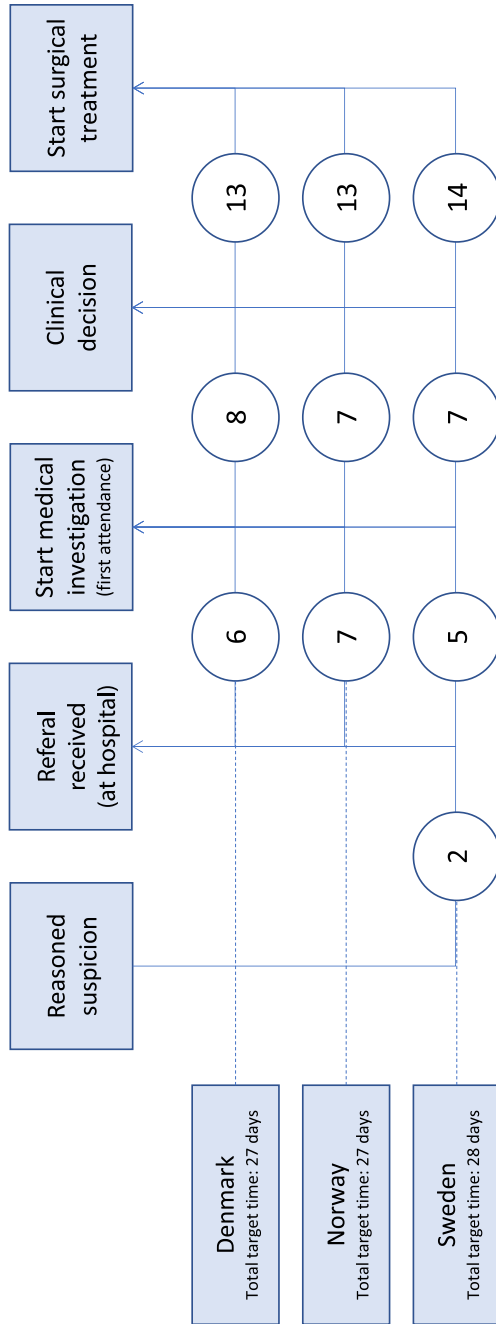 Reasoned
suspicion
Referal
received
(at hospital)
Start medical
investigation
(first attendance)
Clinical
decision
Start surgical
treatment
Denmark
Total target time: 27 days
6
8
13
Norway
Total target time: 27 days
7
7
13
Sweden
Total target time: 28 days
2
5
7
14